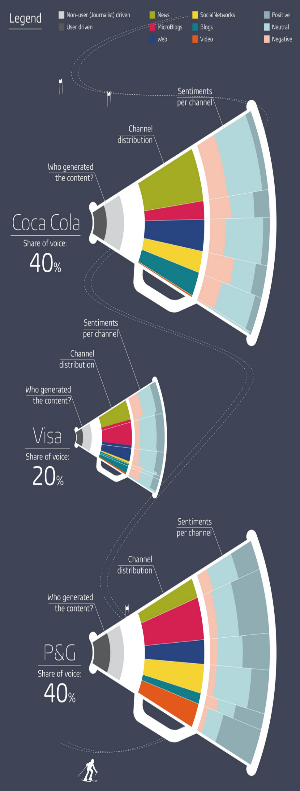 Legend
Non-user (Journalist) driven
User driven
News
MicroBlogs
Web
Social Networks
Blogs
Video
Positive
Neutral
Negative
Sentiments
per channel
Channel
distribution
Who generated
the content?
Coca Cola
Share of voice:
40%
Sentiments
per channel
Channel
distribution
Who generated
the content?
Visa
Share of voice:
20%
Sentiments
per channel
Channel
distribution
Who generated
the content?
P&G
Share of voice:
40%